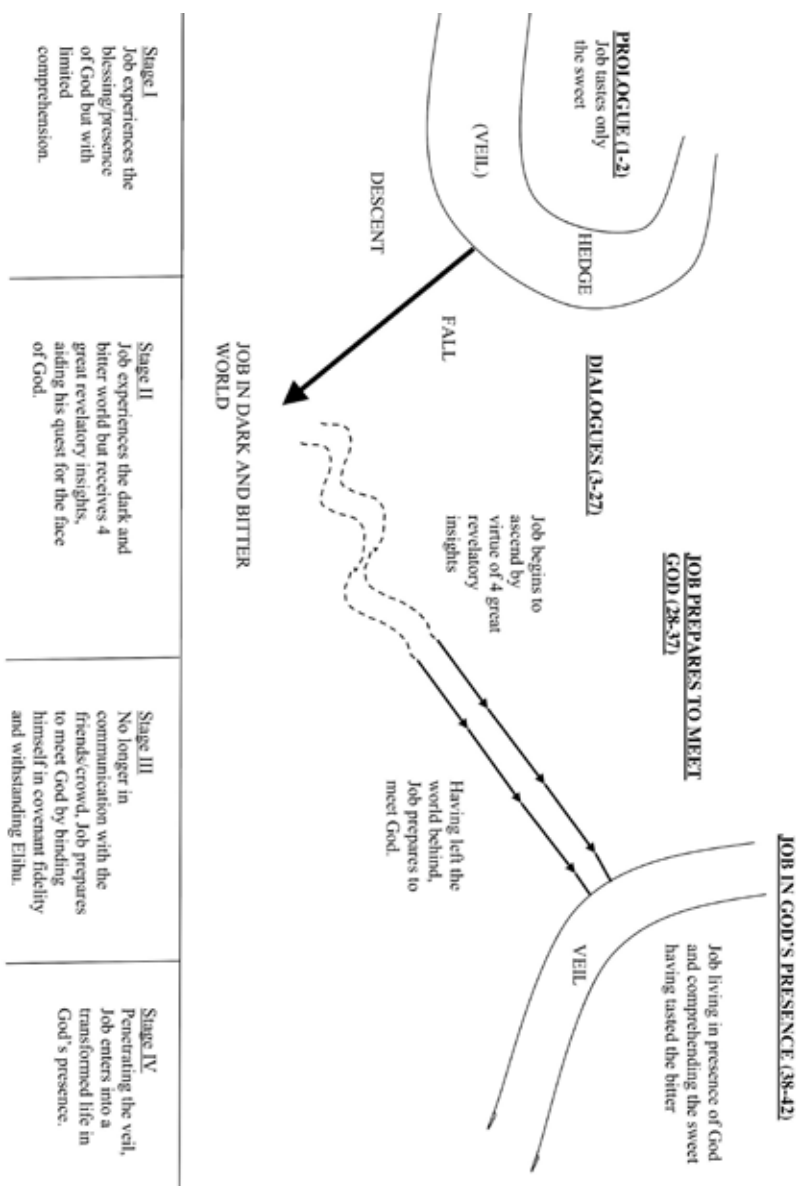 PROLOGUE (1-2)
Job tastes only
the sweet
(VEIL)
HEDGE
DESCENT
FALL
JOB IN DARK AND BITTER
WORLD
DIALOGUES (3-27)
Job begins to
ascend by
virtue of 4 great
revelatory
insights
JOB PREPARES TO MEET
GOD (28-37)
Having left the
world behind,
Job prepares to
meet God.
JOB IN GOD'S PRESENCE (38-42)
Job living in presence of God
and comprehending the sweet
having tasted the bitter
VEIL
Stage I
Job experiences the
blessing/presence
of God but with
limited
comprehension.
Stage II
Job experiences the dark and
bitter world but receives 4
great revelatory insights,
aiding his quest for the face
of God.
Stage III
No longer in
communication with the
friends/crowd, Job prepares
to meet God by binding
himself in covenant fidelity
and withstanding Elihu.
Stage IV
Penetrating the veil,
Job enters into a
transformed life in
God's presence.